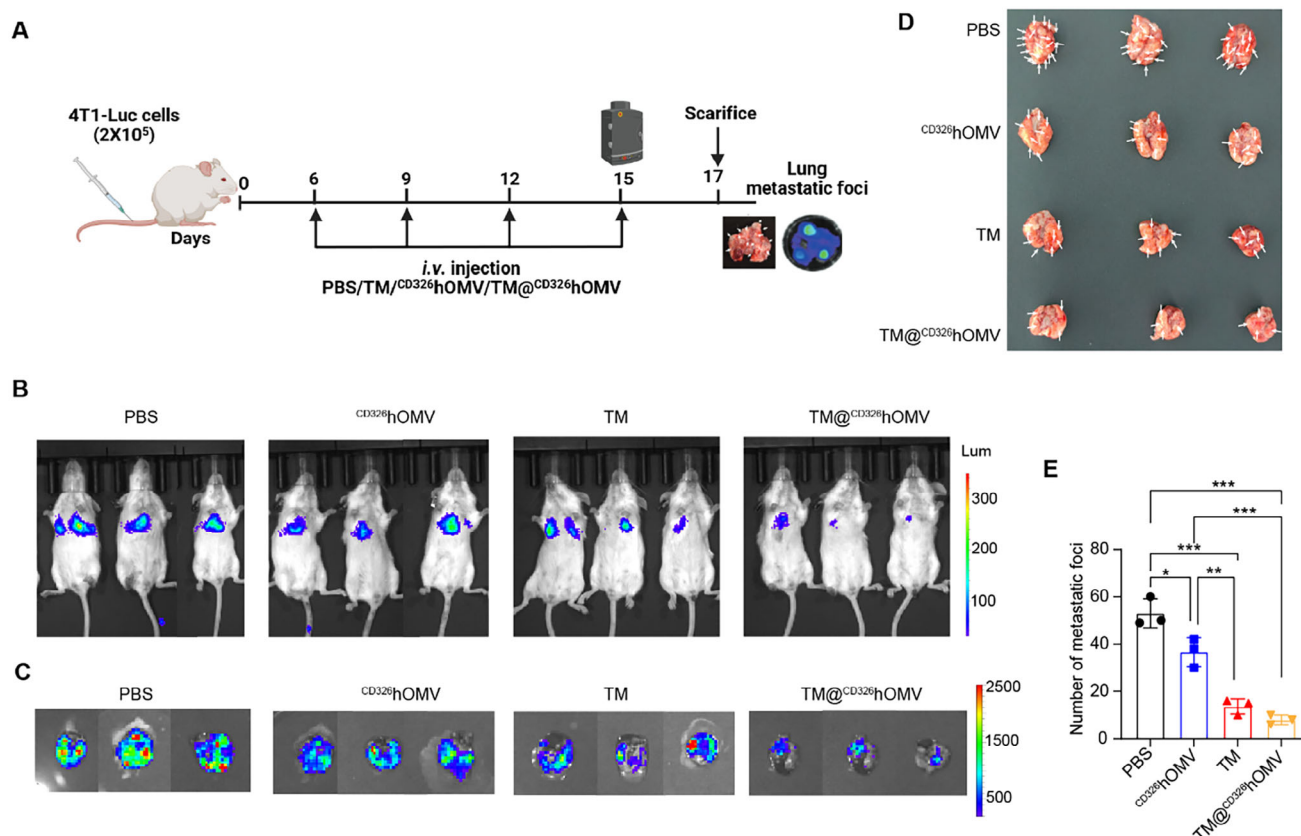 A
4T1-Luc cells
(2X10⁵)
Days
0
6
9
12
15
17
Scarifice
Lung
metastatic foci
i.v. injection
PBS/TM/ᶜᴰ³²⁶hOMV/TM@ᶜᴰ³²⁶hOMV
D
PBS
ᶜᴰ³²⁶hOMV
TM
TM@ᶜᴰ³²⁶hOMV
B
PBS
ᶜᴰ³²⁶hOMV
TM
TM@ᶜᴰ³²⁶hOMV
Lum
300
200
100
C
PBS
ᶜᴰ³²⁶hOMV
TM
TM@ᶜᴰ³²⁶hOMV
2500
1500
500
E
***
***
***
*
**
Number of metastatic foci
80
60
40
20
0
PBS
ᶜᴰ³²⁶hOMV
TM
TM@ᶜᴰ³²⁶hOMV